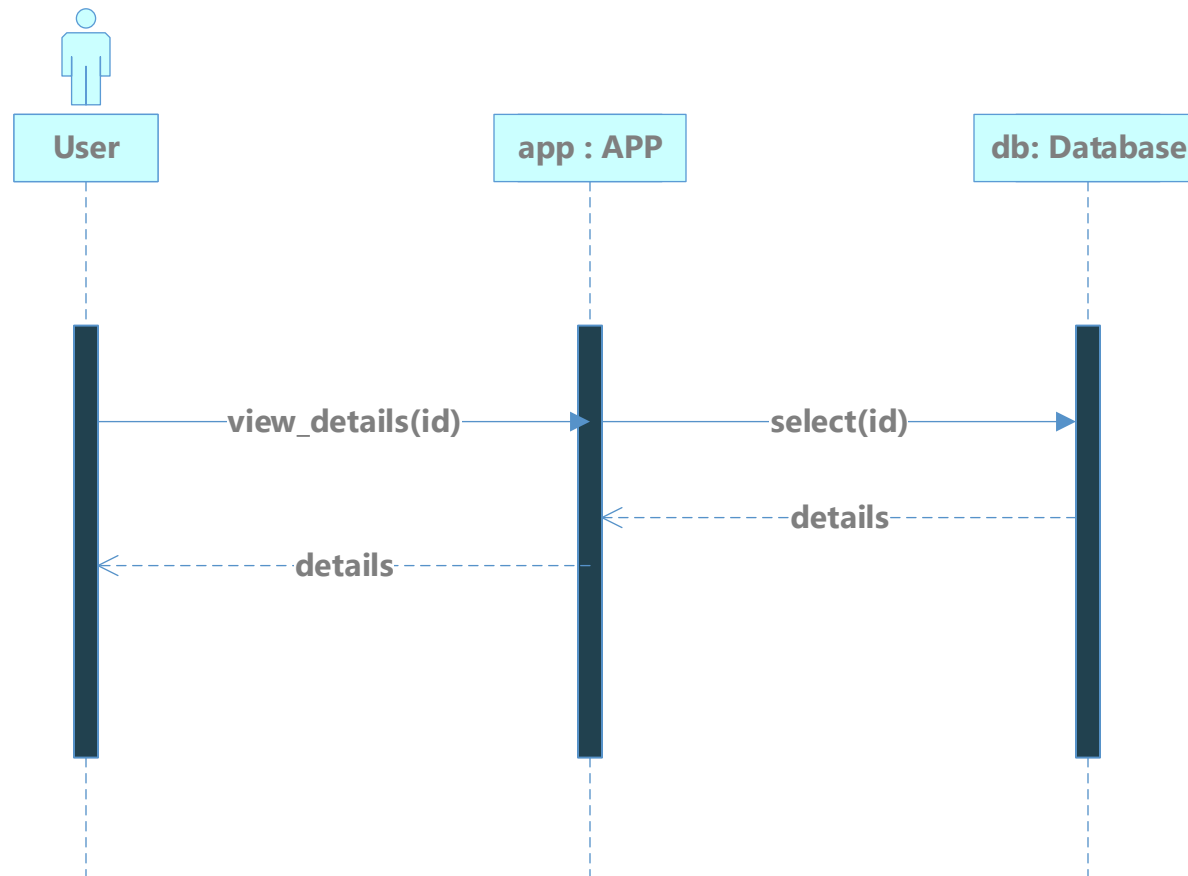 User
app : APP
db: Database
view_details(id)
select(id)
details
details